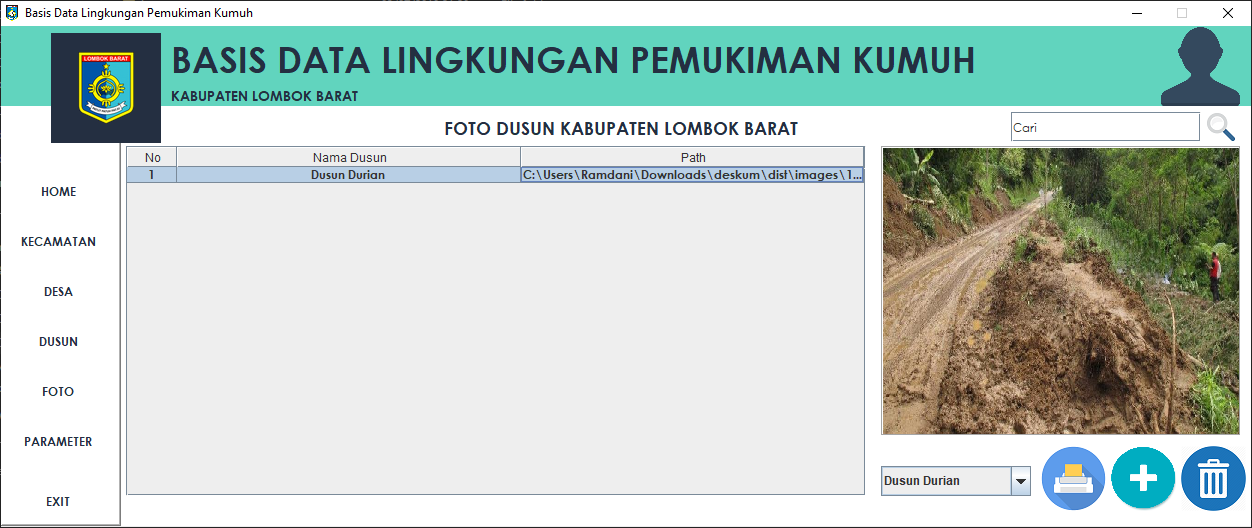 Basis Data Lingkungan Pemukiman Kumuh
LOMBOK BARAT
BASIS DATA LINGKUNGAN PEMUKIMAN KUMUH
KABUPATEN LOMBOK BARAT
FOTO DUSUN KABUPATEN LOMBOK BARAT
Cari
HOME
KECAMATAN
DESA
DUSUN
FOTO
PARAMETER
EXIT
No Nama Dusun Path
1 Dusun Durian C:\Users\Ramdani\Downloads\deskum\dist\images\1...
Dusun Durian